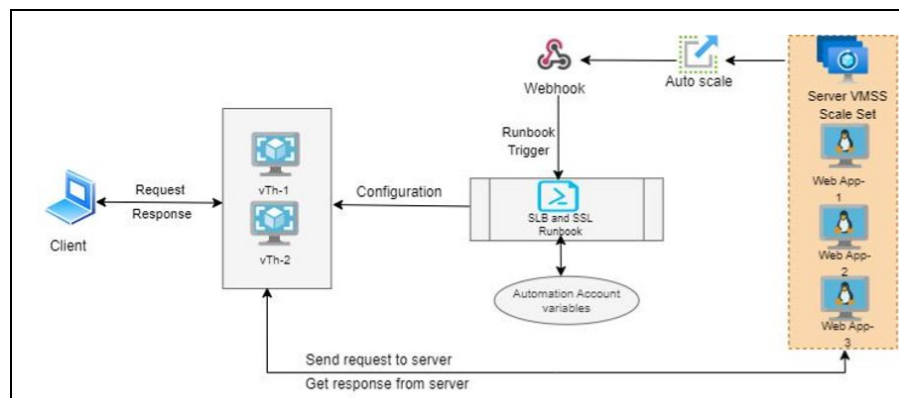 Webhook
Auto scale
Server VMSS
Scale Set
Runbook
Trigger
vTh-1
Web App-
1
Request
Response
Configuration
SLB and SSL
Runbook
Client
vTh-2
Web App-
2
Automation Account
variables
Web App-
3
Send request to server
Get response from server